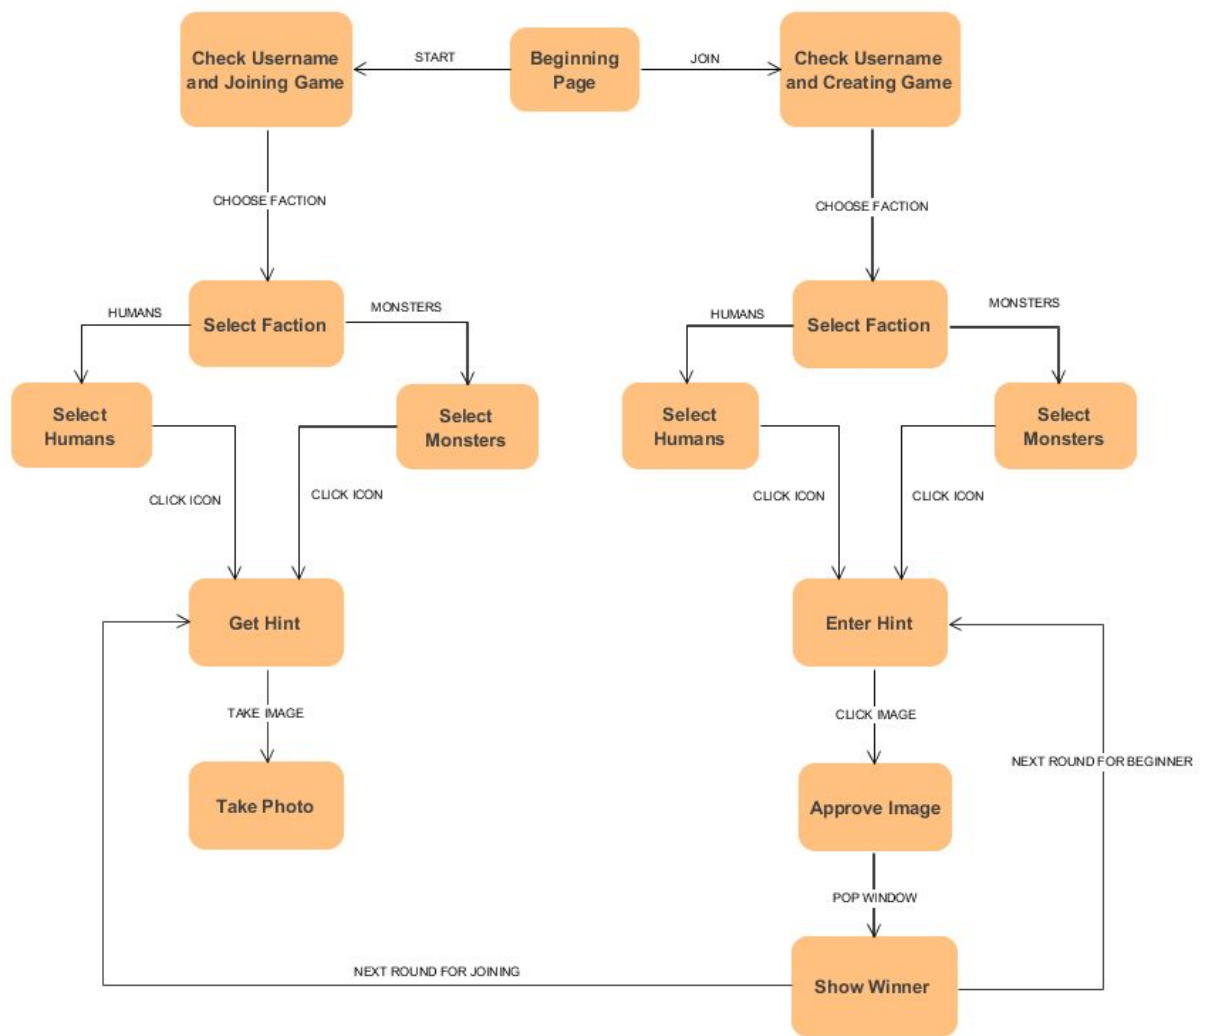 Check Username
and Joining Game
START
Beginning
Page
JOIN
Check Username
and Creating Game
CHOOSE FACTION
CHOOSE FACTION
HUMANS
Select Faction
MONSTERS
HUMANS
Select Faction
MONSTERS
Select
Humans
Select
Monsters
Select
Humans
Select
Monsters
CLICK ICON
CLICK ICON
CLICK ICON
CLICK ICON
Get Hint
Enter Hint
TAKE IMAGE
CLICK IMAGE
NEXT ROUND FOR BEGINNER
Take Photo
Approve Image
POP WINDOW
NEXT ROUND FOR JOINING
Show Winner